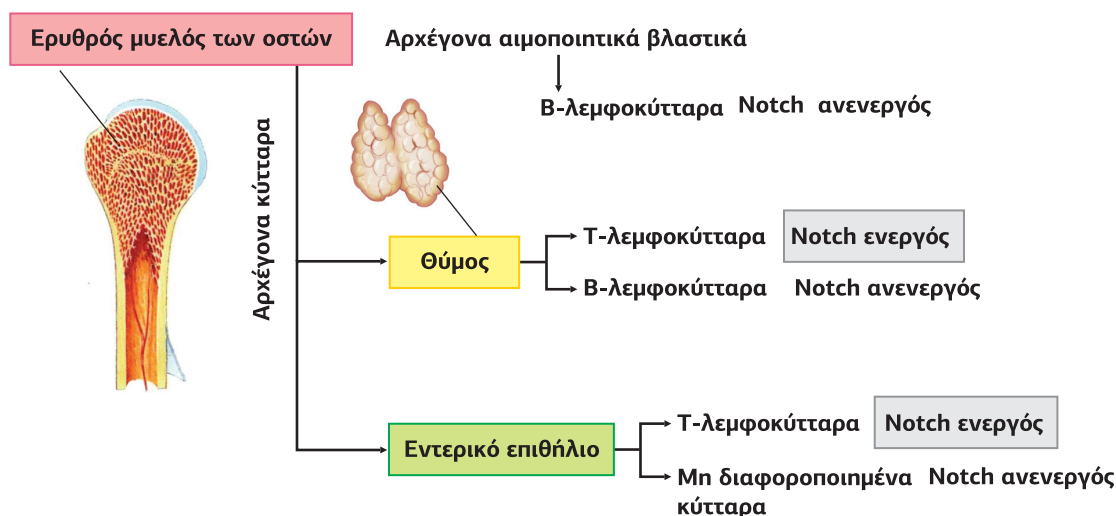 Ερυθρός μυελός των οστών
Αρχέγονα αιμοποιητικά βλαστικά
Β-λεμφοκύτταρα Notch ανενεργός
Αρχέγονα κύτταρα
Θύμος
Τ-λεμφοκύτταρα Notch ενεργός
Β-λεμφοκύτταρα Notch ανενεργός
Εντερικό επιθήλιο
Τ-λεμφοκύτταρα Notch ενεργός
Μη διαφοροποιημένα Notch ανενεργός
κύτταρα